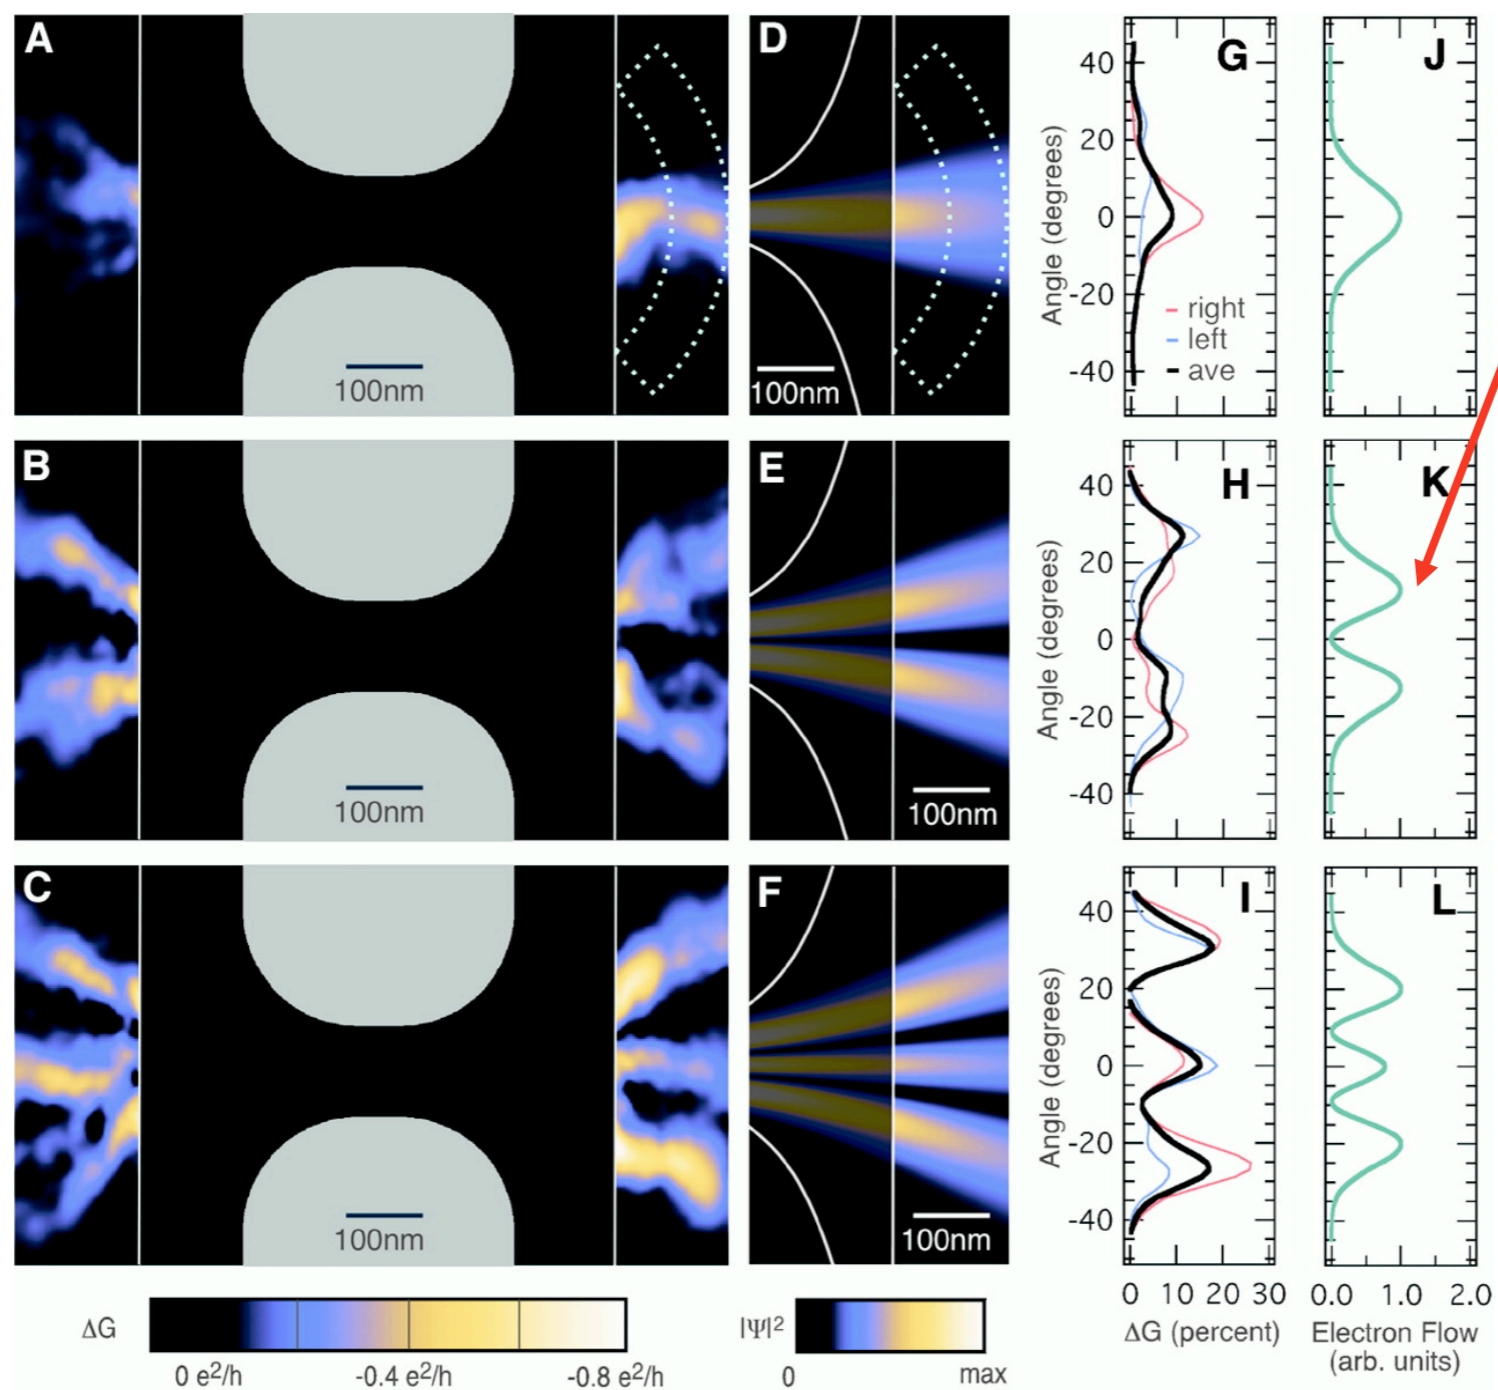 A
100nm
D
100nm
Angle (degrees)
40
20
0
-20
-40
G
right
left
ave
J
B
100nm
E
100nm
Angle (degrees)
40
20
0
-20
-40
H
K
C
100nm
F
100nm
Angle (degrees)
40
20
0
-20
-40
I
L
0 10 20 30
ΔG (percent)
0.0 1.0 2.0
Electron Flow
(arb. units)
ΔG
0 e²/h -0.4 e²/h -0.8 e²/h
|Ψ|²
0 max